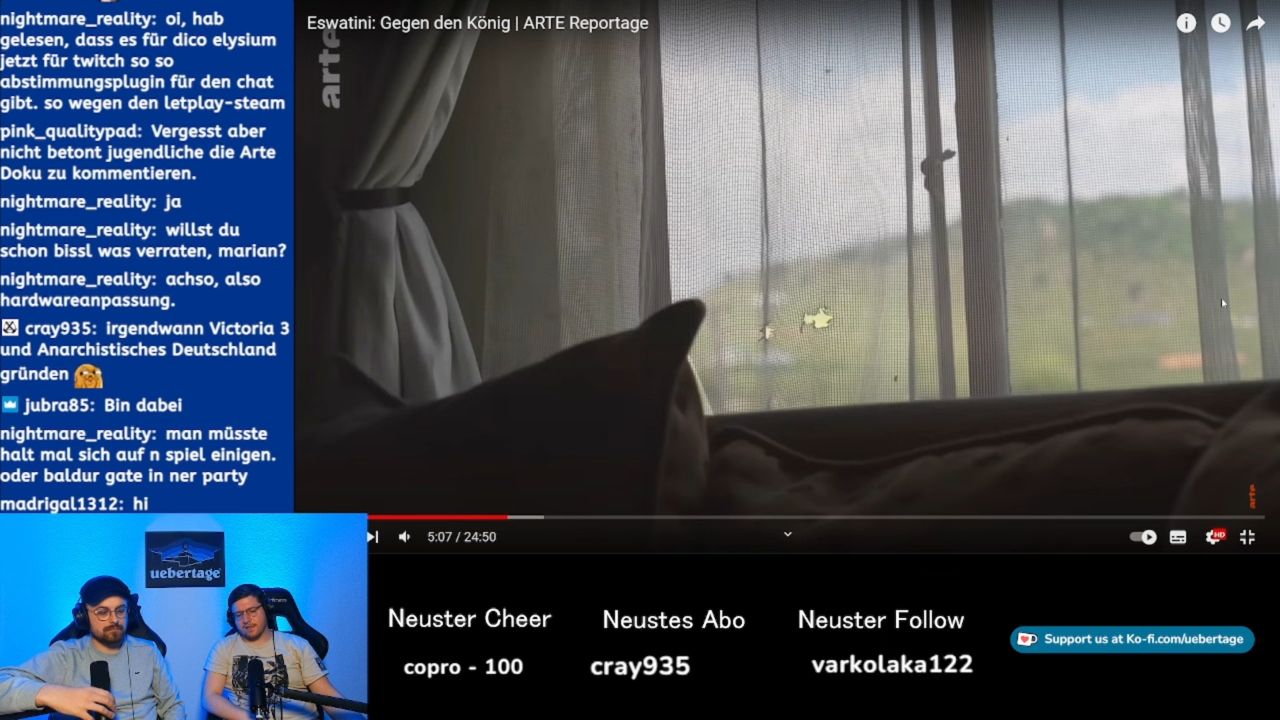 nightmare_reality: oi, hab
gelesen, dass es für dico elysium
jetzt für twitch so so
abstimmungsplugin für den chat
gibt. so wegen den letplay-steam
pink_qualitypad: Vergesst aber
nicht betont jugendliche die Arte
Doku zu kommentieren.
nightmare_reality: ja
nightmare_reality: willst du
schon bissl was verraten, marian?
nightmare_reality: achso, also
hardwareanpassung.
cray935: irgendwann Victoria 3
und Anarchistisches Deutschland
gründen
jubra85: Bin dabei
nightmare_reality: man müsste
halt mal sich auf n spiel einigen.
oder baldur gate in ner party
madrigal1312: hi
Eswatini: Gegen den König | ARTE Reportage
arte
arte
5:07 / 24:50
HD
uebertage
Neuster Cheer
copro - 100
Neustes Abo
cray935
Neuster Follow
varkolaka122
Support us at Ko-fi.com/uebertage